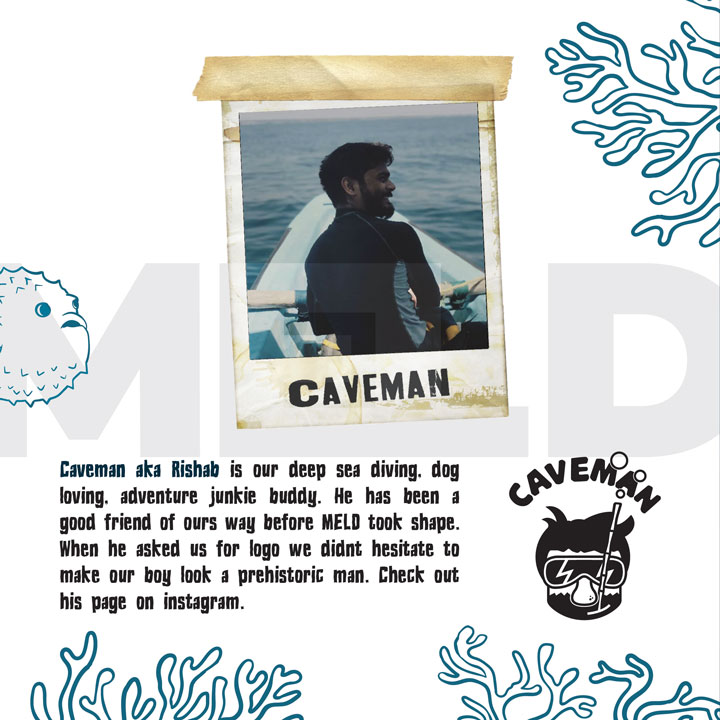 MELD
CAVEMAN
Caveman aka Rishab is our deep sea diving, dog
loving, adventure junkie buddy. He has been a
good friend of ours way before MELD took shape.
When he asked us for logo we didnt hesitate to
make our boy look a prehistoric man. Check out
his page on instagram.
CAVEMAN